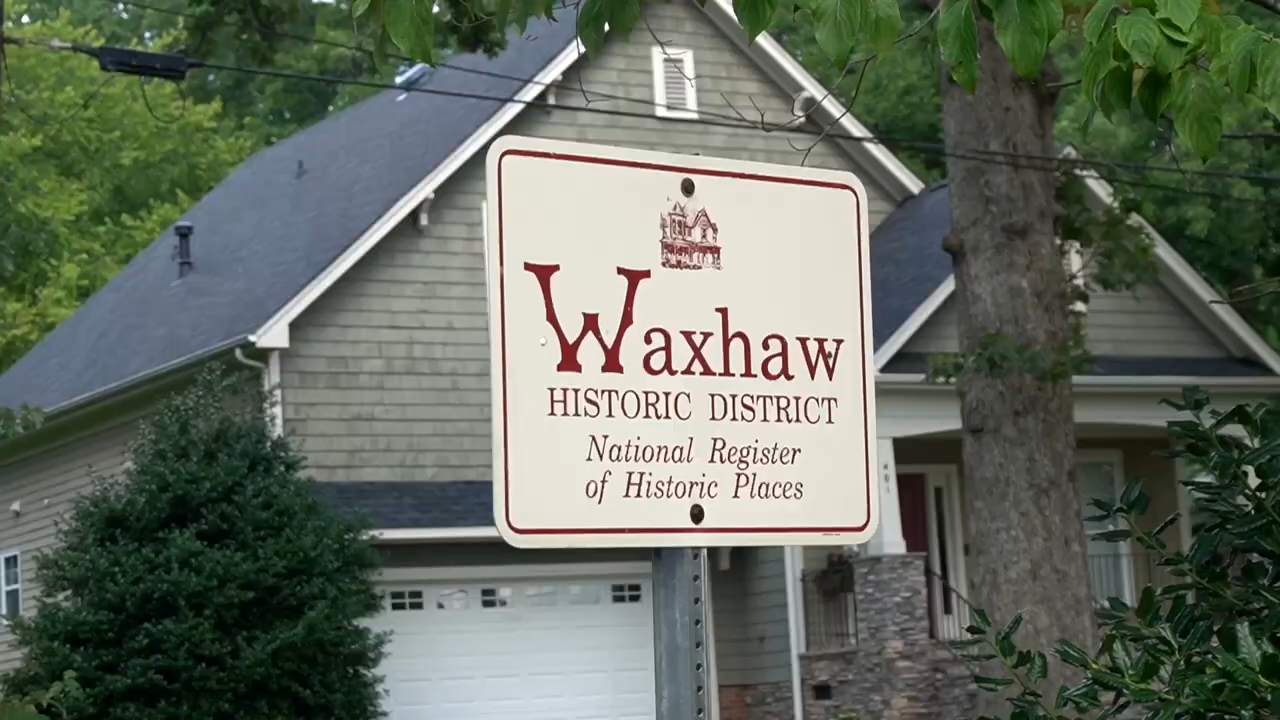 Waxhaw
HISTORIC DISTRICT
National Register
of Historic Places